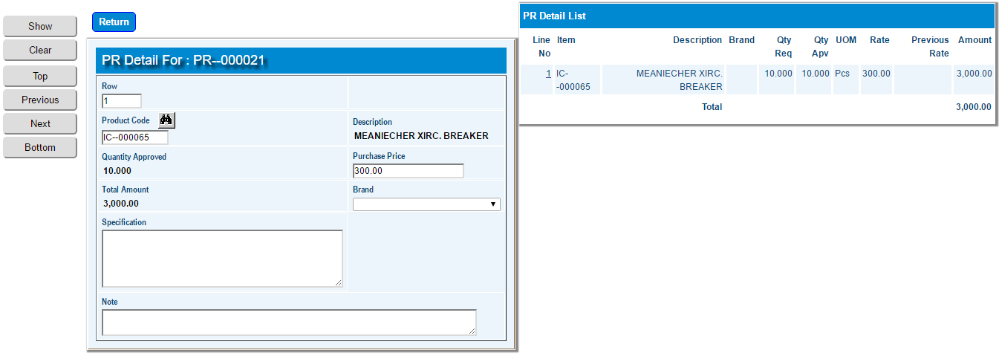 Show
Clear
Top
Previous
Next
Bottom
Return
PR Detail For : PR--000021
Row
1
Product Code
IC--000065
Description
MEANIECHER XIRC. BREAKER
Quantity Approved
10.000
Purchase Price
300.00
Total Amount
3,000.00
Brand
Specification
Note
PR Detail List
Line Item Description Brand Qty Qty UOM Rate Previous Amount
No Req Apv Rate
1 IC- MEANIECHER XIRC. 10.000 10.000 Pcs 300.00 3,000.00
-000065 BREAKER
Total 3,000.00